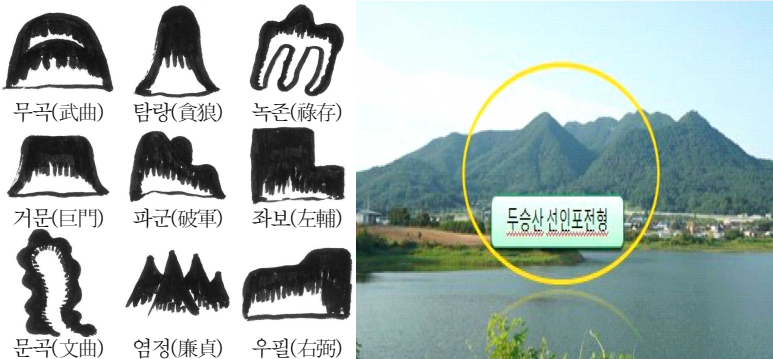 무곡(武曲) 탐랑(貪狼) 녹존(祿存)
거문(巨門) 파군(破軍) 좌보(左輔)
문곡(文曲) 염정(廉貞) 우필(右弼)
두승산 선인포전형